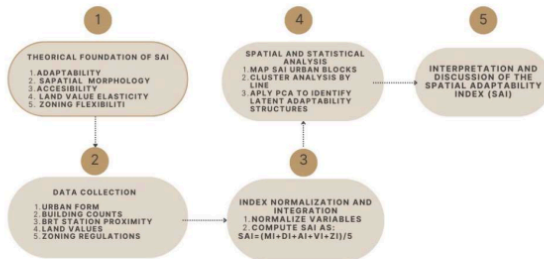 1
THEORICAL FOUNDATION OF SAI
1.ADAPTABILITY
2. SAPATIAL MORPHOLOGY
3.ACCESIBILITY
4. LAND VALUE ELASTICITY
5. ZONING FLEXIBILITI
2
DATA COLLECTION
1.URBAN FORM
2.BUILDING COUNTS
3.BRT STATION PROXIMITY
4. LAND VALUES
5.ZONING REGULATIONS
3
INDEX NORMALIZATION AND
INTEGRATION
1. NORMALIZE VARIABLES
2.COMPUTE SAI AS:
SAI=(MI+DI+AI+VI+ZI)/5
4
SPATIAL AND STATISTICAL
ANALYSIS
1. MAP SAI URBAN BLOCKS
2. CLUSTER ANALYSIS BY
LINE
3. APLY PCA TO IDENTIFY
LATENT ADAPTABILITY
STRUCTURES
5
INTERPRETATION AND
DISCUSSION OF THE
SPATIAL ADAPTABILITY
INDEX (SAI)